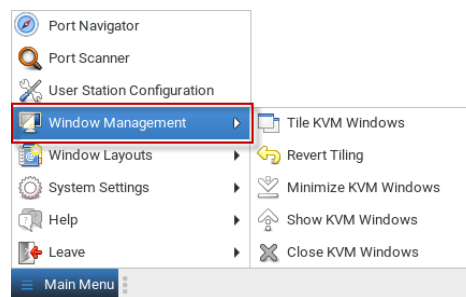 Port Navigator
Port Scanner
User Station Configuration
Window Management
Tile KVM Windows
Window Layouts
Revert Tiling
System Settings
Minimize KVM Windows
Help
Show KVM Windows
Leave
Close KVM Windows
Main Menu